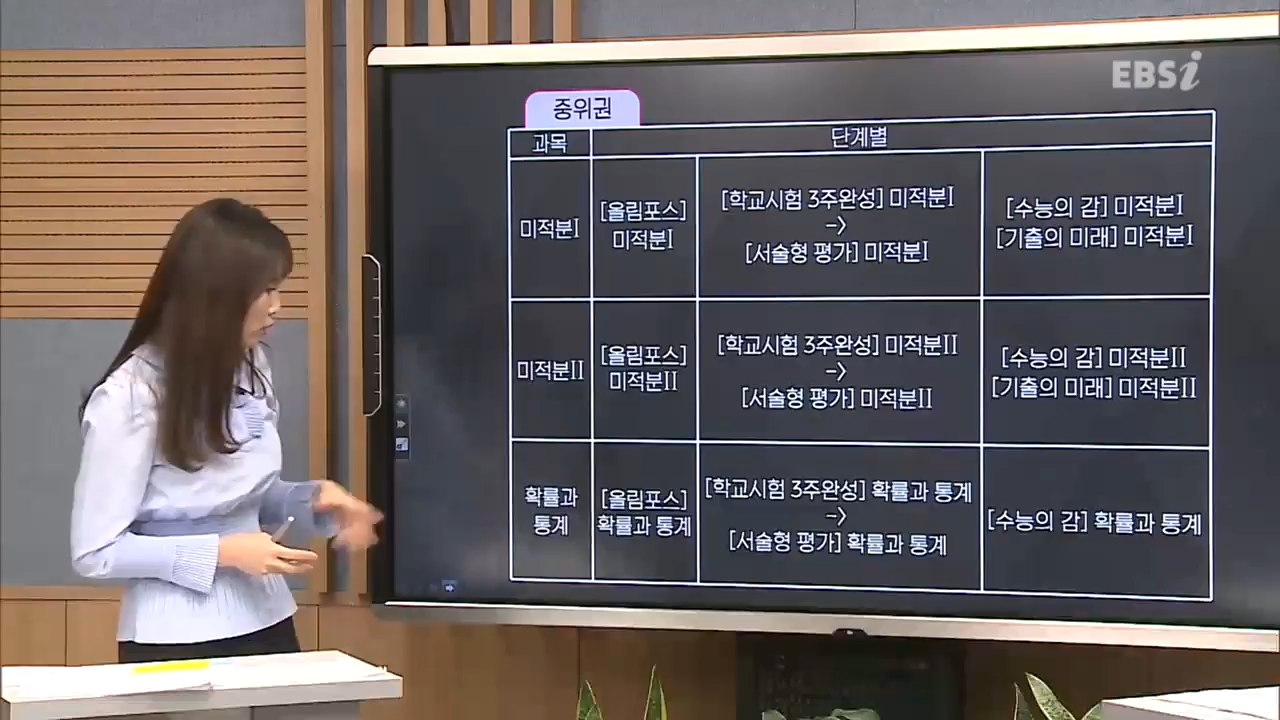 EBSi
중위권
과목
단계별
미적분Ⅰ
[올림포스]
미적분Ⅰ
[학교시험 3주완성] 미적분Ⅰ
->
[서술형 평가] 미적분Ⅰ
[수능의 감] 미적분Ⅰ
[기출의 미래] 미적분Ⅰ
미적분Ⅱ
[올림포스]
미적분Ⅱ
[학교시험 3주완성] 미적분Ⅱ
->
[서술형 평가] 미적분Ⅱ
[수능의 감] 미적분Ⅱ
[기출의 미래] 미적분Ⅱ
확률과
통계
[올림포스]
확률과 통계
[학교시험 3주완성] 확률과 통계
->
[서술형 평가] 확률과 통계
[수능의 감] 확률과 통계